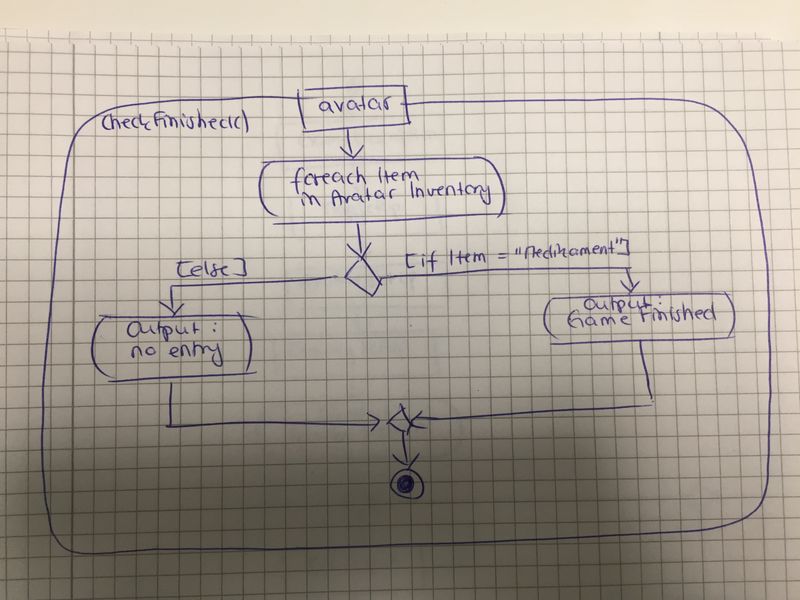 CheckFinished()
avatar
foreach Item
in Avatar Inventory
[else]
[if Item = "Medikament"]
Output:
no entry
Output:
Game Finished